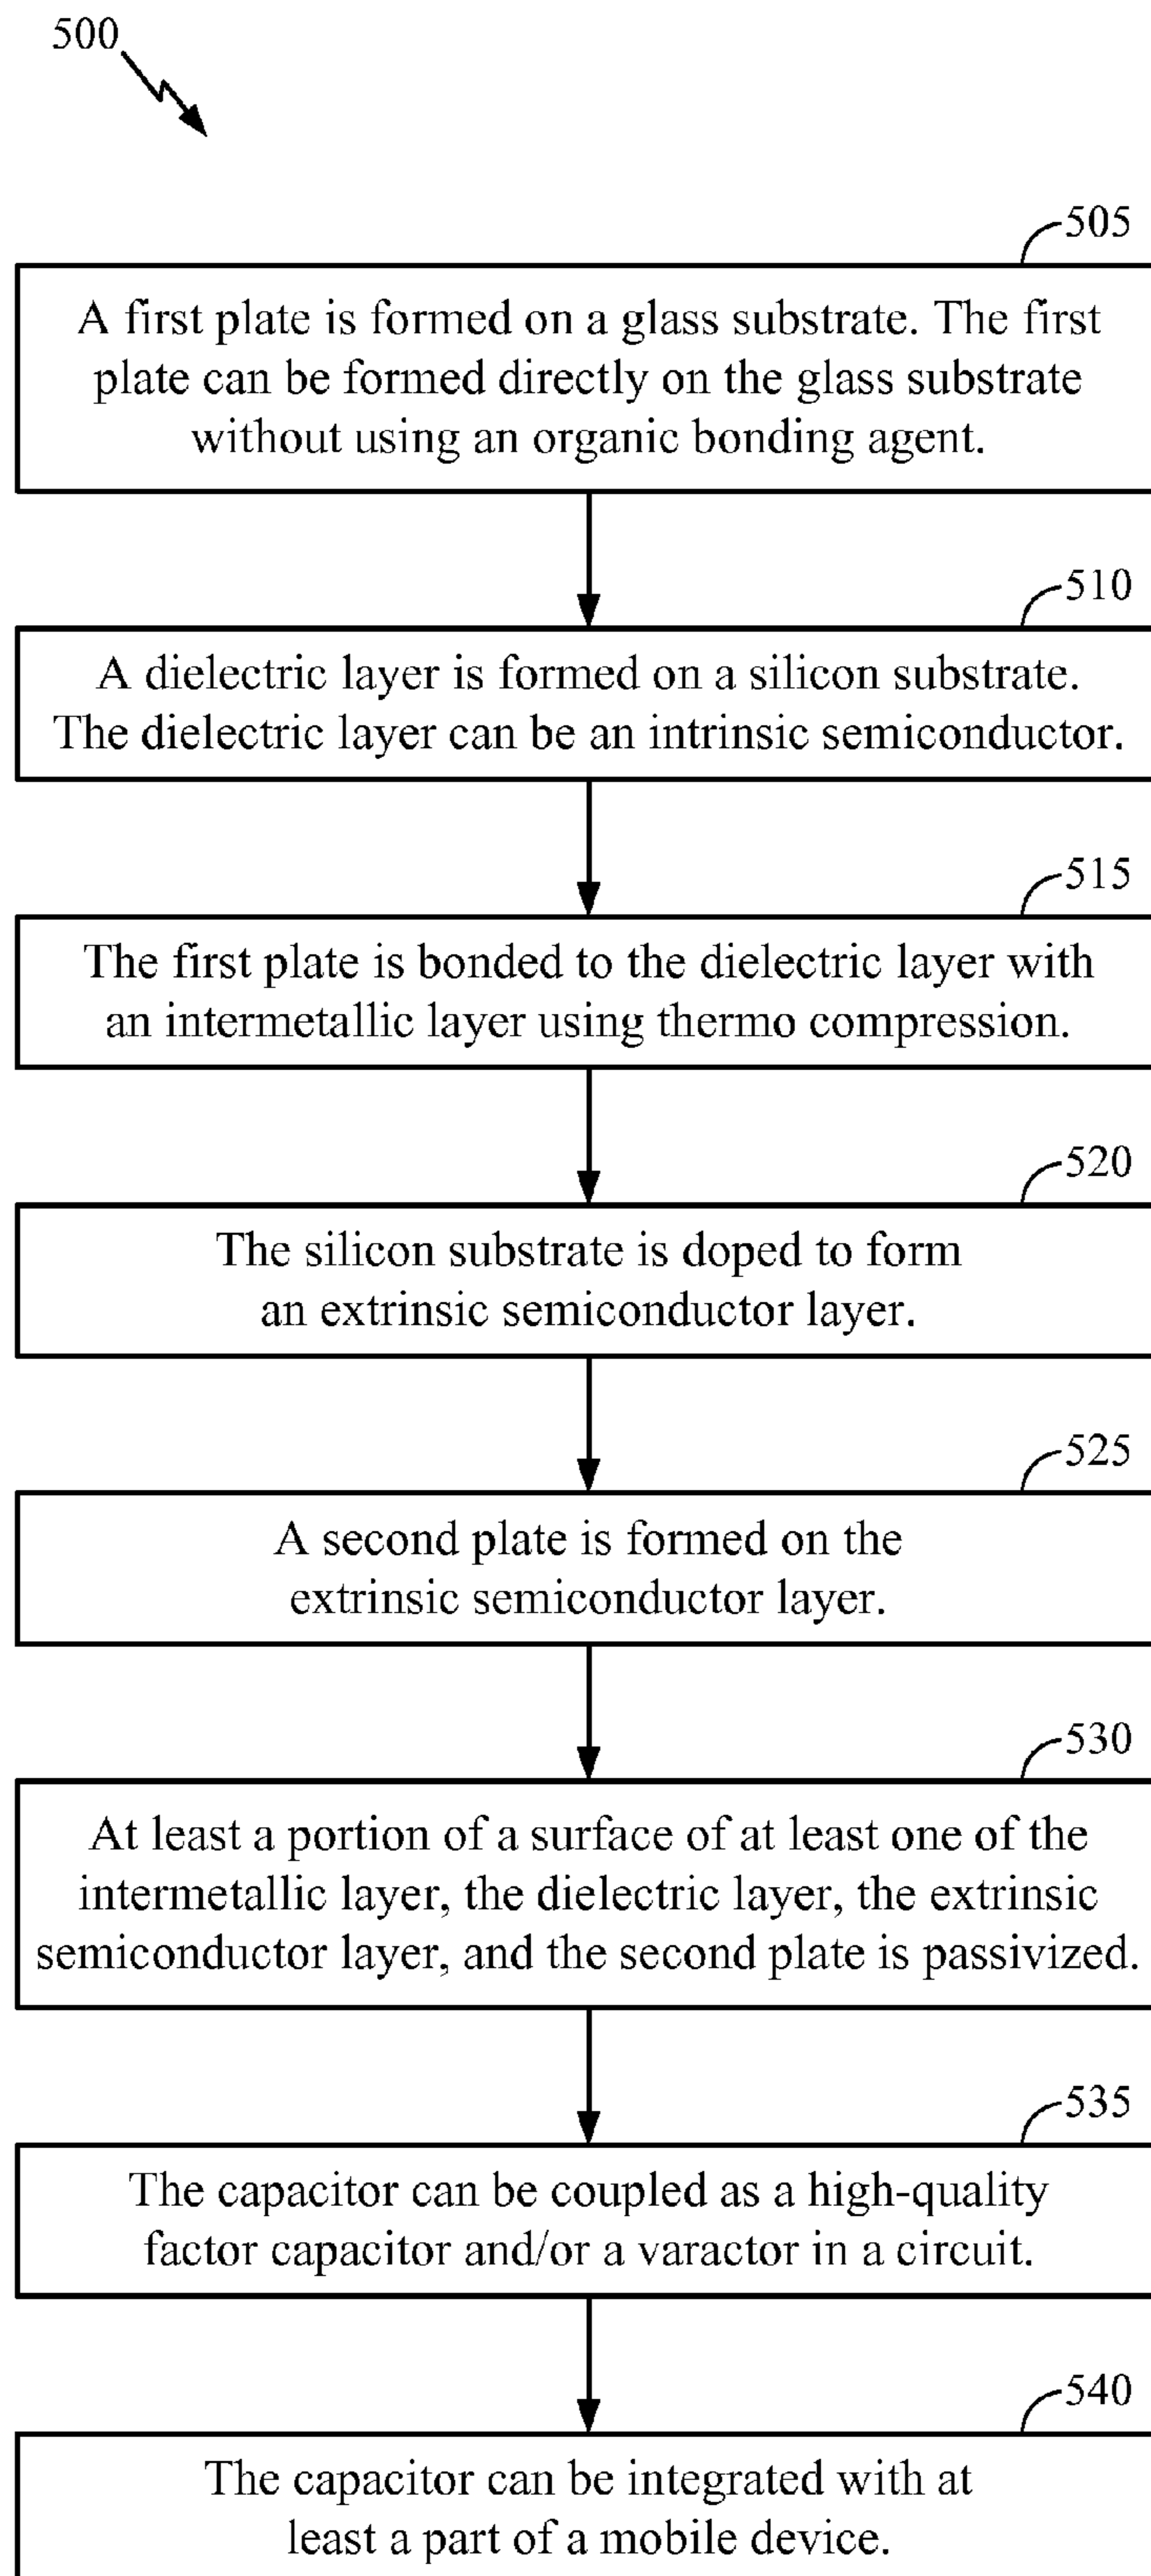 500
505
A first plate is formed on a glass substrate. The first
plate can be formed directly on the glass substrate
without using an organic bonding agent.
510
A dielectric layer is formed on a silicon substrate.
The dielectric layer can be an intrinsic semiconductor.
515
The first plate is bonded to the dielectric layer with
an intermetallic layer using thermo compression.
520
The silicon substrate is doped to form
an extrinsic semiconductor layer.
525
A second plate is formed on the
extrinsic semiconductor layer.
530
At least a portion of a surface of at least one of the
intermetallic layer, the dielectric layer, the extrinsic
semiconductor layer, and the second plate is passivized.
535
The capacitor can be coupled as a high-quality
factor capacitor and/or a varactor in a circuit.
540
The capacitor can be integrated with at
least a part of a mobile device.